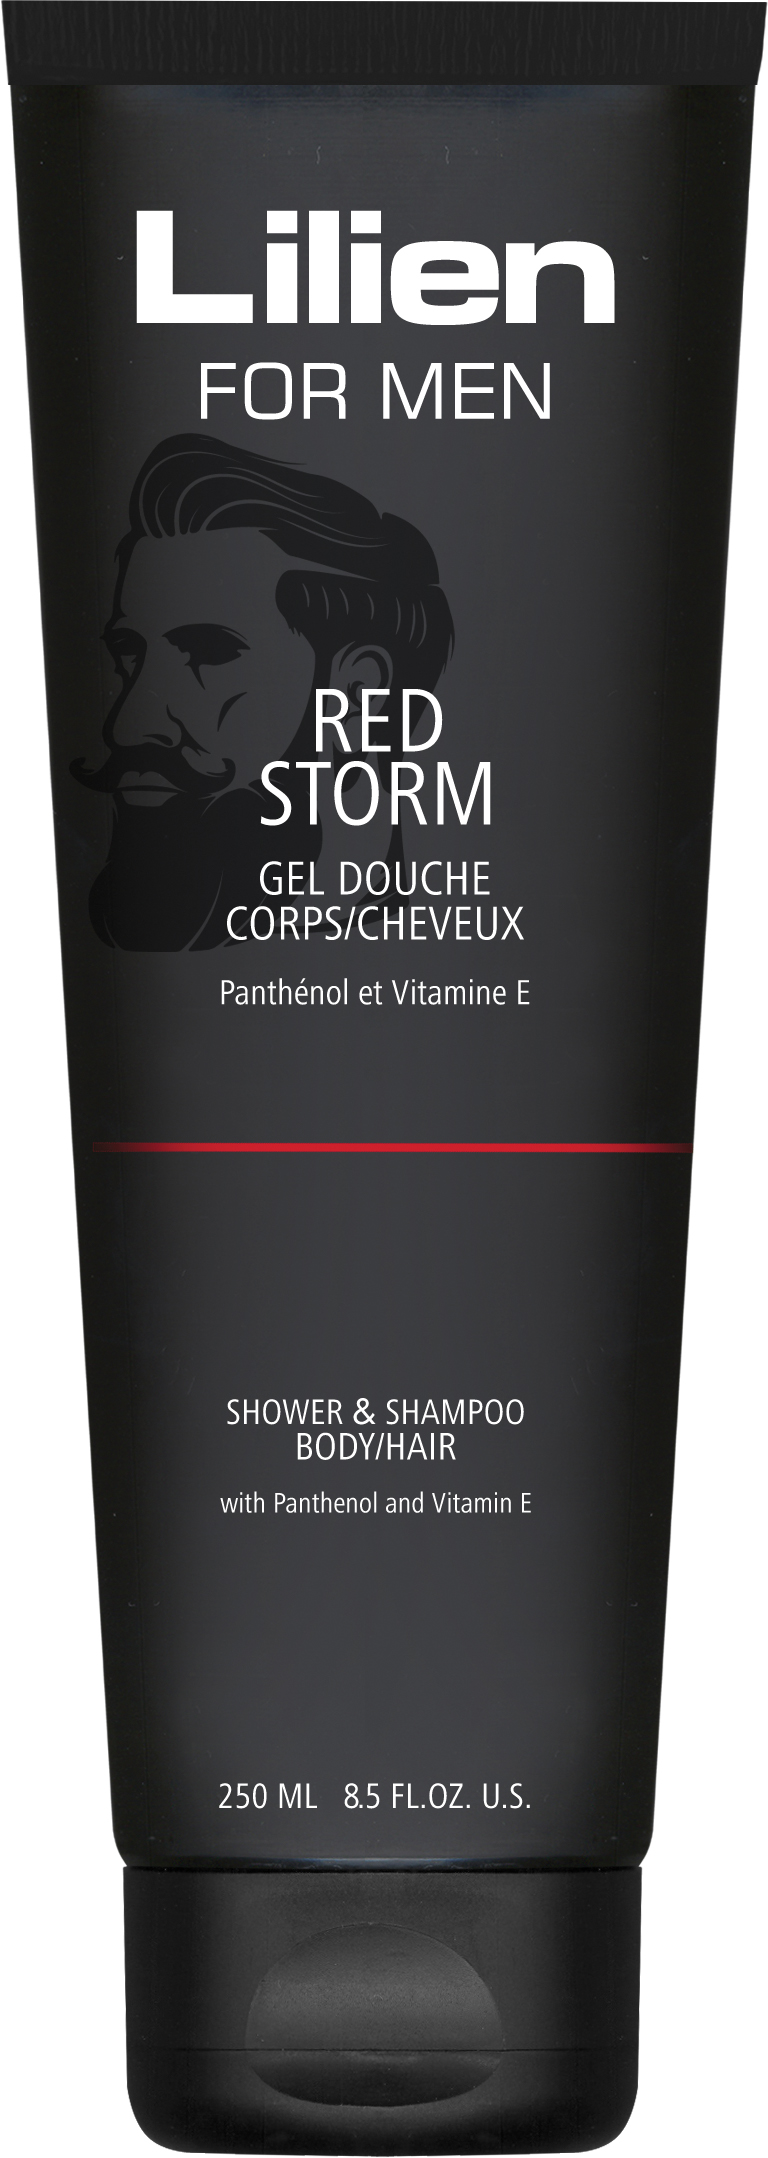 Lilien
FOR MEN
RED
STORM
GEL DOUCHE
CORPS/CHEVEUX
Panthénol et Vitamine E
SHOWER & SHAMPOO
BODY/HAIR
with Panthenol and Vitamin E
250 ML 8.5 FL.OZ. U.S.